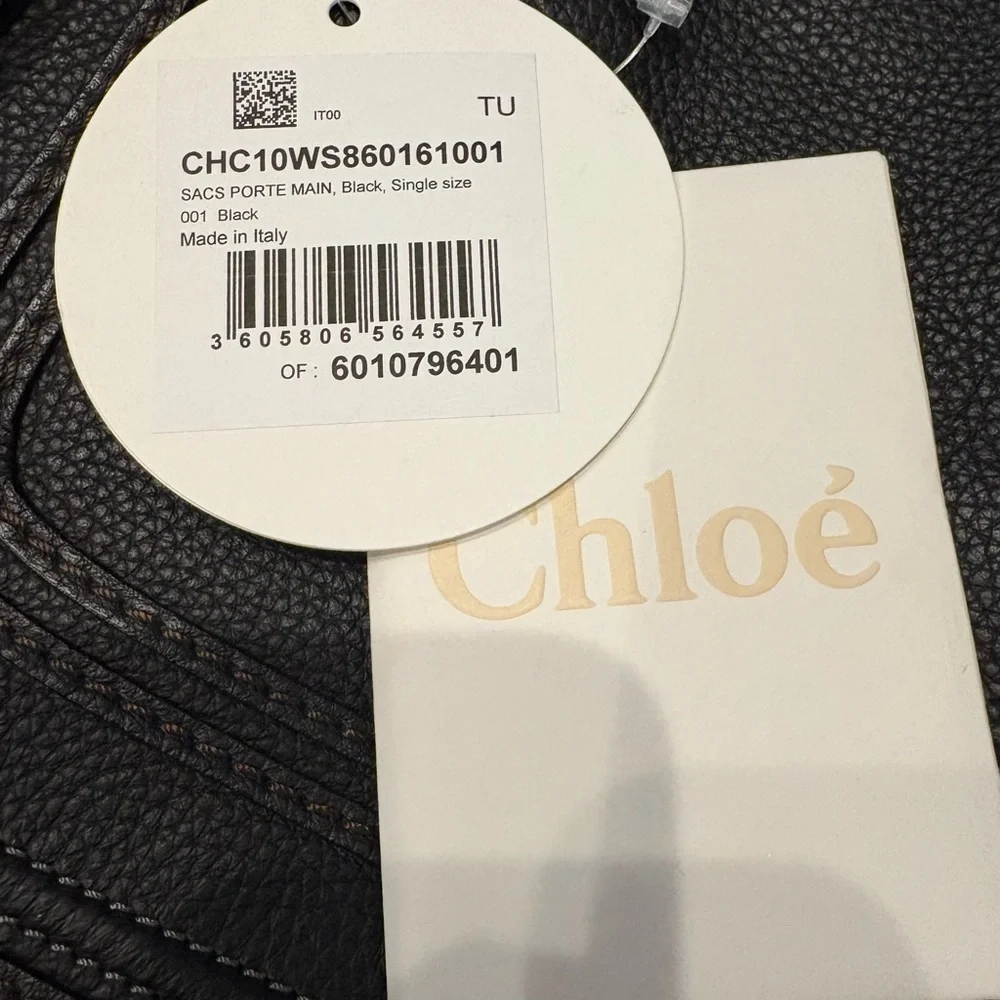 IT00
TU
CHC10WS860161001
SACS PORTE MAIN, Black, Single size
001 Black
Made in Italy
3 605806 564557
OF : 6010796401
Chloé